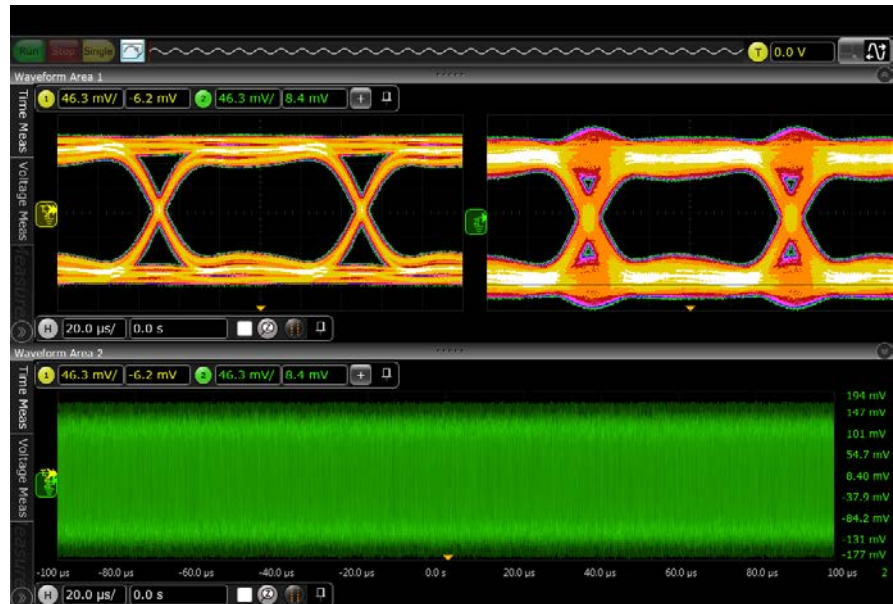 Run Stop Single T 0.0 V
Waveform Area 1
1 46.3 mV/ -6.2 mV 2 46.3 mV/ 8.4 mV +
Time Meas
Voltage Meas
Measure
H 20.0 µs/ 0.0 s
Waveform Area 2
1 46.3 mV/ -6.2 mV 2 46.3 mV/ 8.4 mV +
Time Meas
Voltage Meas
194 mV
147 mV
101 mV
54.7 mV
8.40 mV
-37.9 mV
-84.2 mV
-131 mV
-177 mV
-100 µs -80.0 µs -60.0 µs -40.0 µs -20.0 µs 0.0 s 20.0 µs 40.0 µs 60.0 µs 80.0 µs 100 µs 2
H 20.0 µs/ 0.0 s